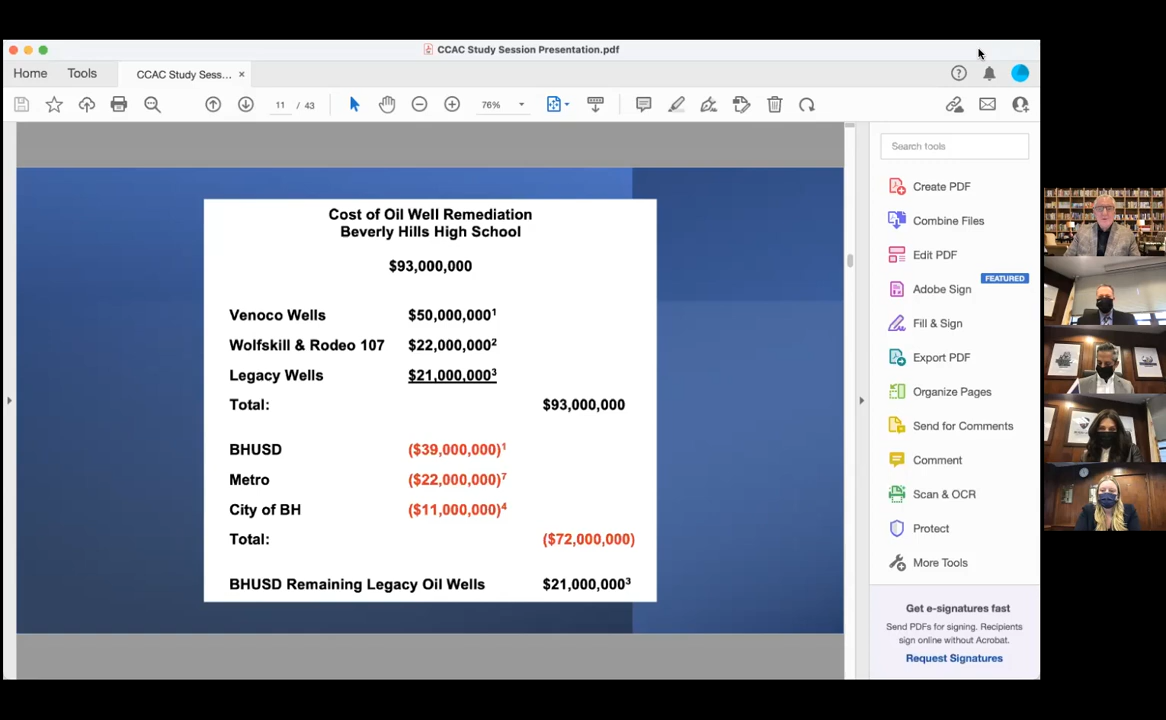 CCAC Study Session Presentation.pdf
Home Tools CCAC Study Sess... ×
11 / 43 76%
Cost of Oil Well Remediation
Beverly Hills High School
$93,000,000
Venoco Wells $50,000,000¹
Wolfskill & Rodeo 107 $22,000,000²
Legacy Wells $21,000,000³
Total: $93,000,000
BHUSD ($39,000,000)¹
Metro ($22,000,000)⁷
City of BH ($11,000,000)⁴
Total: ($72,000,000)
BHUSD Remaining Legacy Oil Wells $21,000,000³
Search tools
Create PDF
Combine Files
Edit PDF
FEATURED
Adobe Sign
Fill & Sign
Export PDF
Organize Pages
Send for Comments
Comment
Scan & OCR
Protect
More Tools
Get e-signatures fast
Send PDFs for signing. Recipients
sign online without Acrobat.
Request Signatures